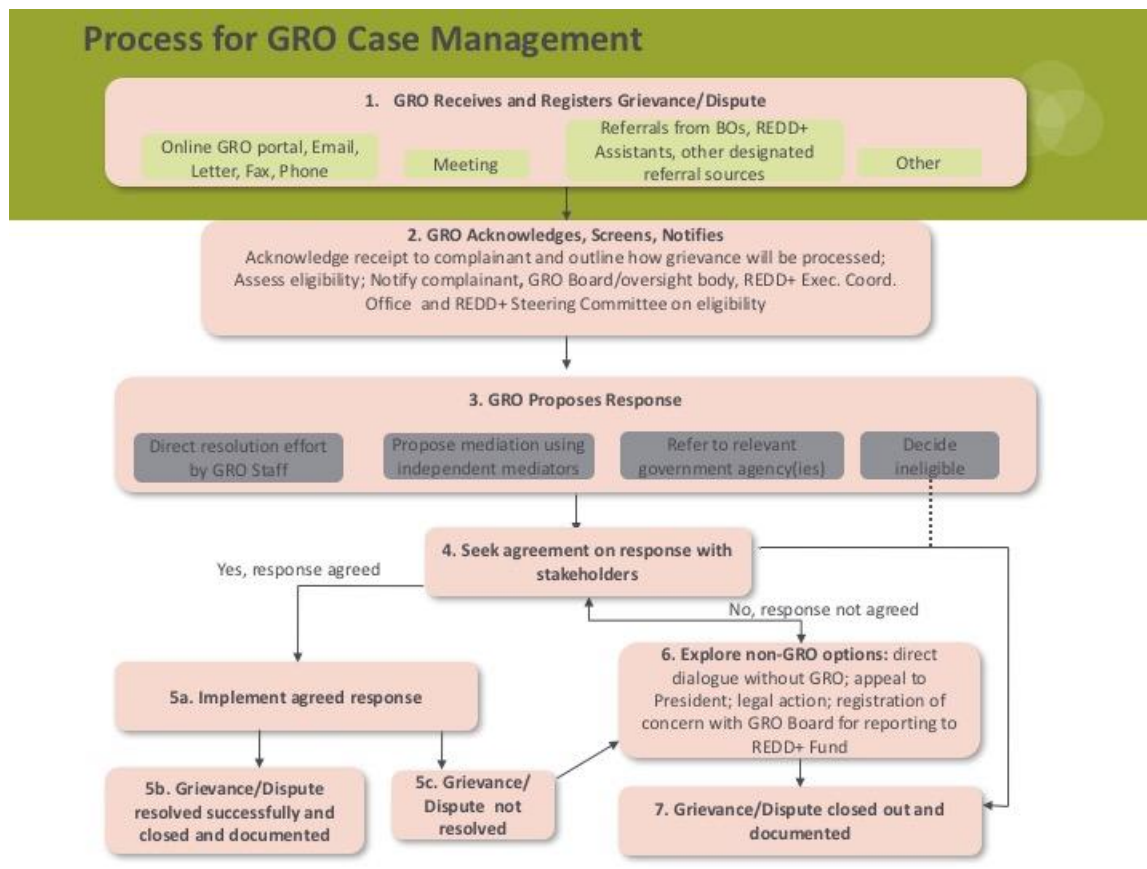 Process for GRO Case Management
1. GRO Receives and Registers Grievance/Dispute
Online GRO portal, Email,
Letter, Fax, Phone
Meeting
Referrals from BOs, REDD+
Assistants, other designated
referral sources
Other
2. GRO Acknowledges, Screens, Notifies
Acknowledge receipt to complainant and outline how grievance will be processed;
Assess eligibility; Notify complainant, GRO Board/oversight body, REDD+ Exec. Coord.
Office and REDD+ Steering Committee on eligibility
3. GRO Proposes Response
Direct resolution effort
by GRO Staff
Propose mediation using
independent mediators
Refer to relevant
government agency(ies)
Decide
ineligible
4. Seek agreement on response with
stakeholders
Yes, response agreed
No, response not agreed
5a. Implement agreed response
6. Explore non-GRO options: direct
dialogue without GRO; appeal to
President; legal action; registration of
concern with GRO Board for reporting to
REDD+ Fund
5b. Grievance/Dispute
resolved successfully and
closed and documented
5c. Grievance/
Dispute not
resolved
7. Grievance/Dispute closed out and
documented